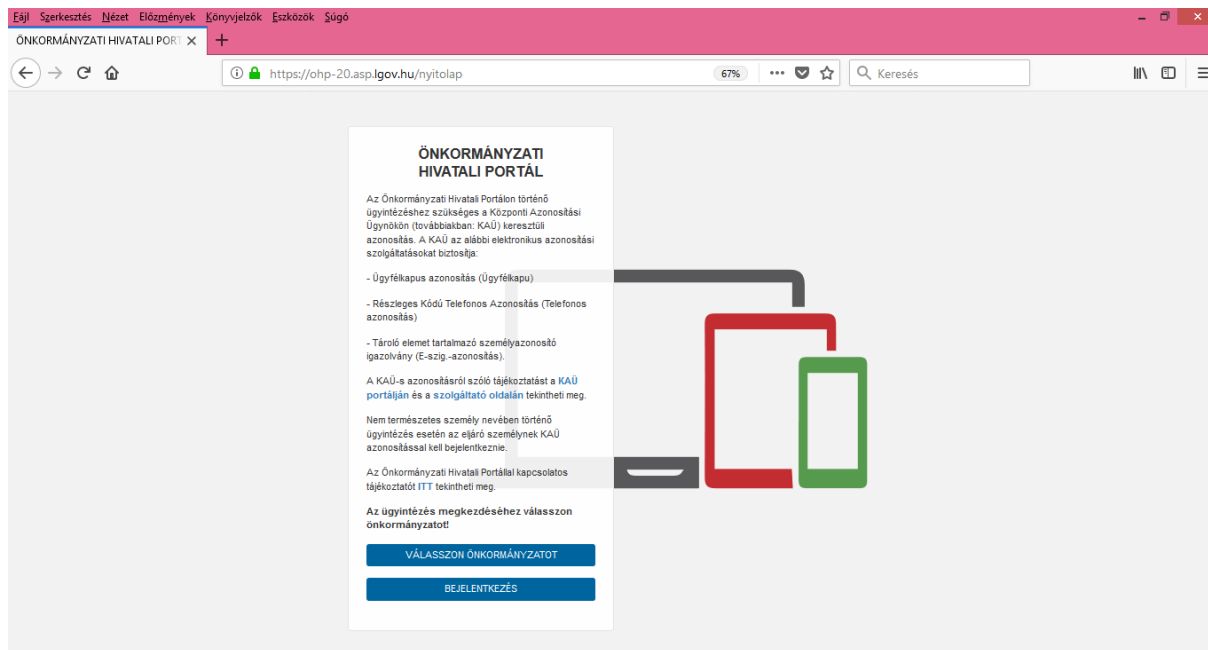 Fájl Szerkesztés Nézet Előzmények Könyvjelzők Eszközök Súgó
ÖNKORMÁNYZATI HIVATALI PORT
https://ohp-20.asp.lgov.hu/nyitolap
67%
Keresés
ÖNKORMÁNYZATI
HIVATALI PORTÁL
Az Önkormányzati Hivatali Portálon történő
ügyintézéshez szükséges a Központi Azonosítási
Ügynökön (továbbiakban: KAÜ) keresztüli
azonosítás. A KAÜ az alábbi elektronikus azonosítási
szolgáltatásokat biztosítja:
- Ügyfélkapus azonosítás (Ügyfélkapu)
- Részleges Kódú Telefonos Azonosítás (Telefonos
azonosítás)
- Tároló elemet tartalmazó személyazonosító
igazolvány (E-szig.-azonosítás).
A KAÜ-s azonosításról szóló tájékoztatást a KAÜ
portálján és a szolgáltató oldalán tekintheti meg.
Nem természetes személy nevében történő
ügyintézés esetén az eljáró személynek KAÜ
azonosítással kell bejelentkeznie.
Az Önkormányzati Hivatali Portállal kapcsolatos
tájékoztatót ITT tekintheti meg.
Az ügyintézés megkezdéséhez válasszon
önkormányzatot!
VÁLASSZON ÖNKORMÁNYZATOT
BEJELENTKEZÉS